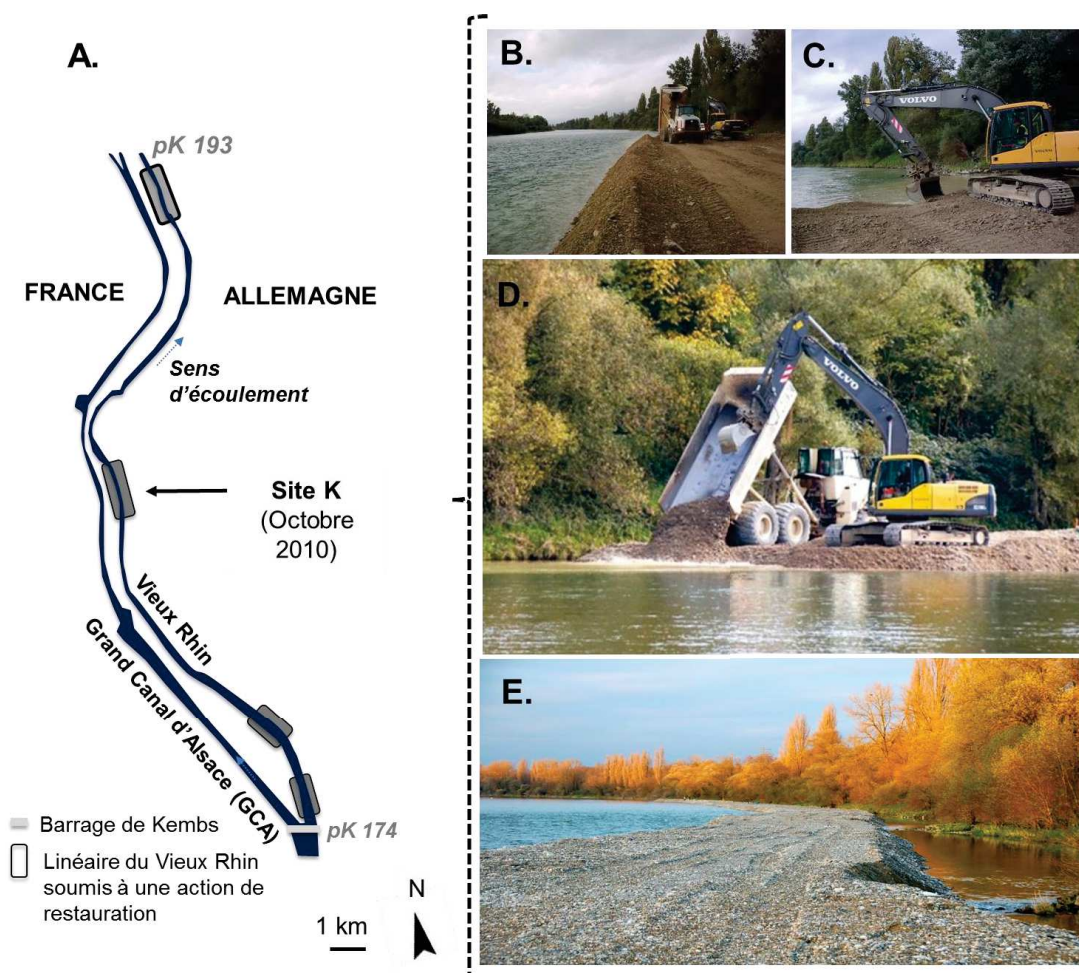 A.
pK 193
FRANCE
ALLEMAGNE
Sens
d'écoulement
Site K
(Octobre
2010)
Vieux Rhin
Grand Canal d'Alsace (GCA)
pK 174
Barrage de Kembs
Linéaire du Vieux Rhin
soumis à une action de
restauration
1 km
N
B.
C.
VOLVO
D.
VOLVO
E.